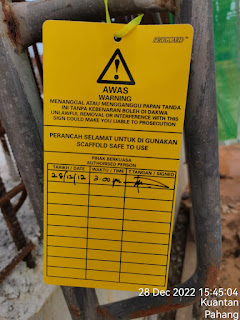 AWAS
WARNING
MENANGGAL ATAU MENGGANGGU PAPAN TANDA
INI TANPA KEBENARAN BOLEH DI DAKWA
UNLAWFUL REMOVAL OR INTERFERENCE WITH THIS
SIGN COULD MAKE YOU LIABLE TO PROSECUTION
PERANCAH SELAMAT UNTUK DI GUNAKAN
SCAFFOLD SAFE TO USE
PIHAK BERKUASA
AUTHORISED PERSON
TARIKH / DATE WAKTU / TIME T.TANGAN / SIGNED
28/12/12 3:00 pm
28 Dec 2022 15:45:04
Kuantan
Pahang